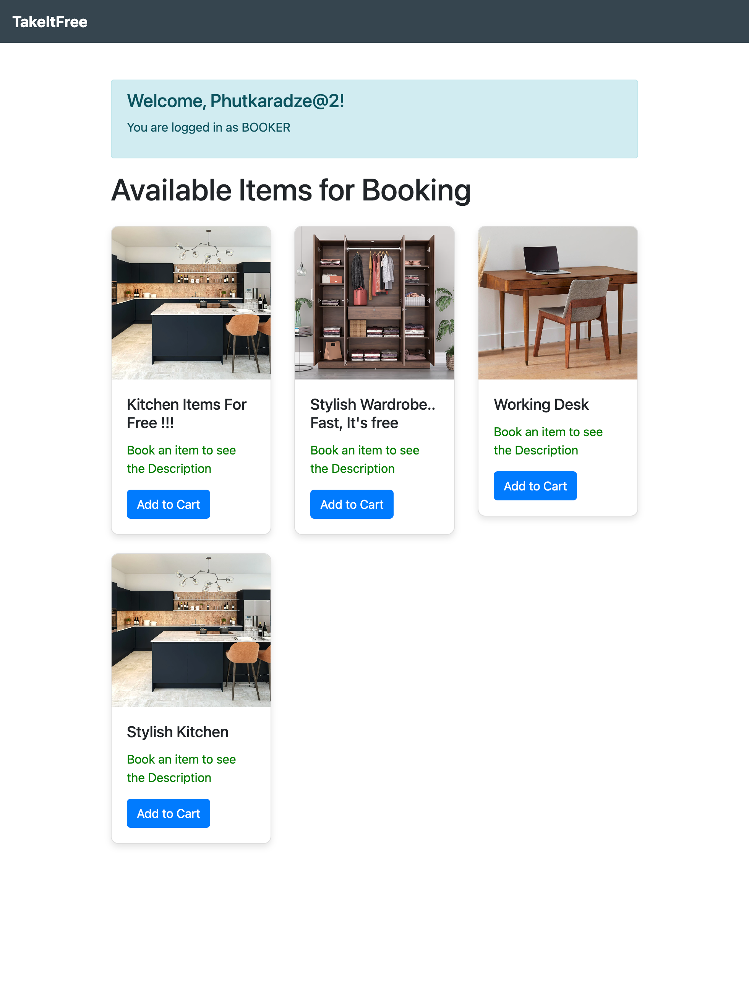 TakeItFree
Welcome, Phutkaradze@2!
You are logged in as BOOKER
Available Items for Booking
Kitchen Items For
Free !!!
Book an item to see
the Description
Add to Cart
Stylish Wardrobe..
Fast, It's free
Book an item to see
the Description
Add to Cart
Working Desk
Book an item to see
the Description
Add to Cart
Stylish Kitchen
Book an item to see
the Description
Add to Cart